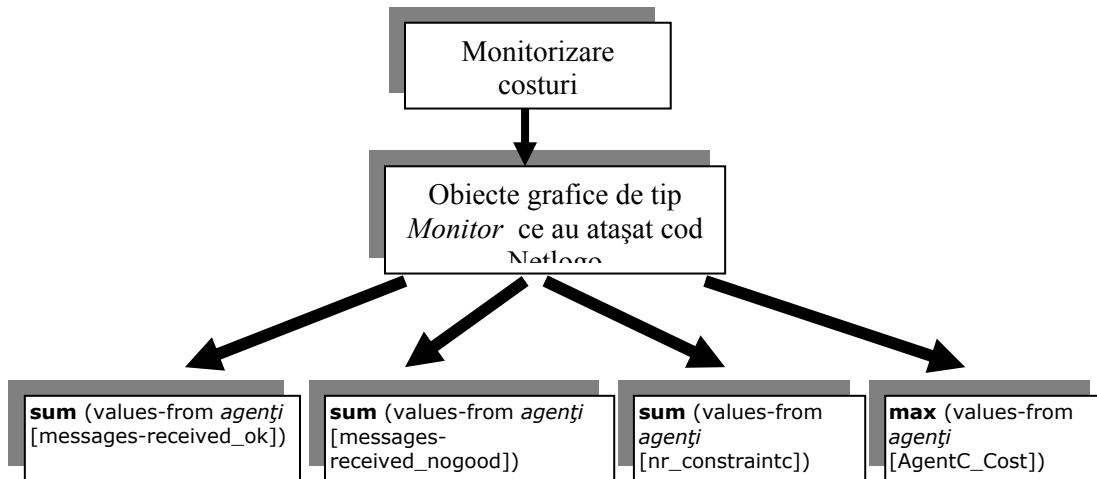 Monitorizare
costuri
Obiecte grafice de tip
Monitor ce au ataşat cod
Netlogo
sum (values-from agenţi
[messages-received_ok])
sum (values-from agenţi
[messages-
received_nogood])
sum (values-from
agenţi
[nr_constraintc])
max (values-from
agenţi
[AgentC_Cost])